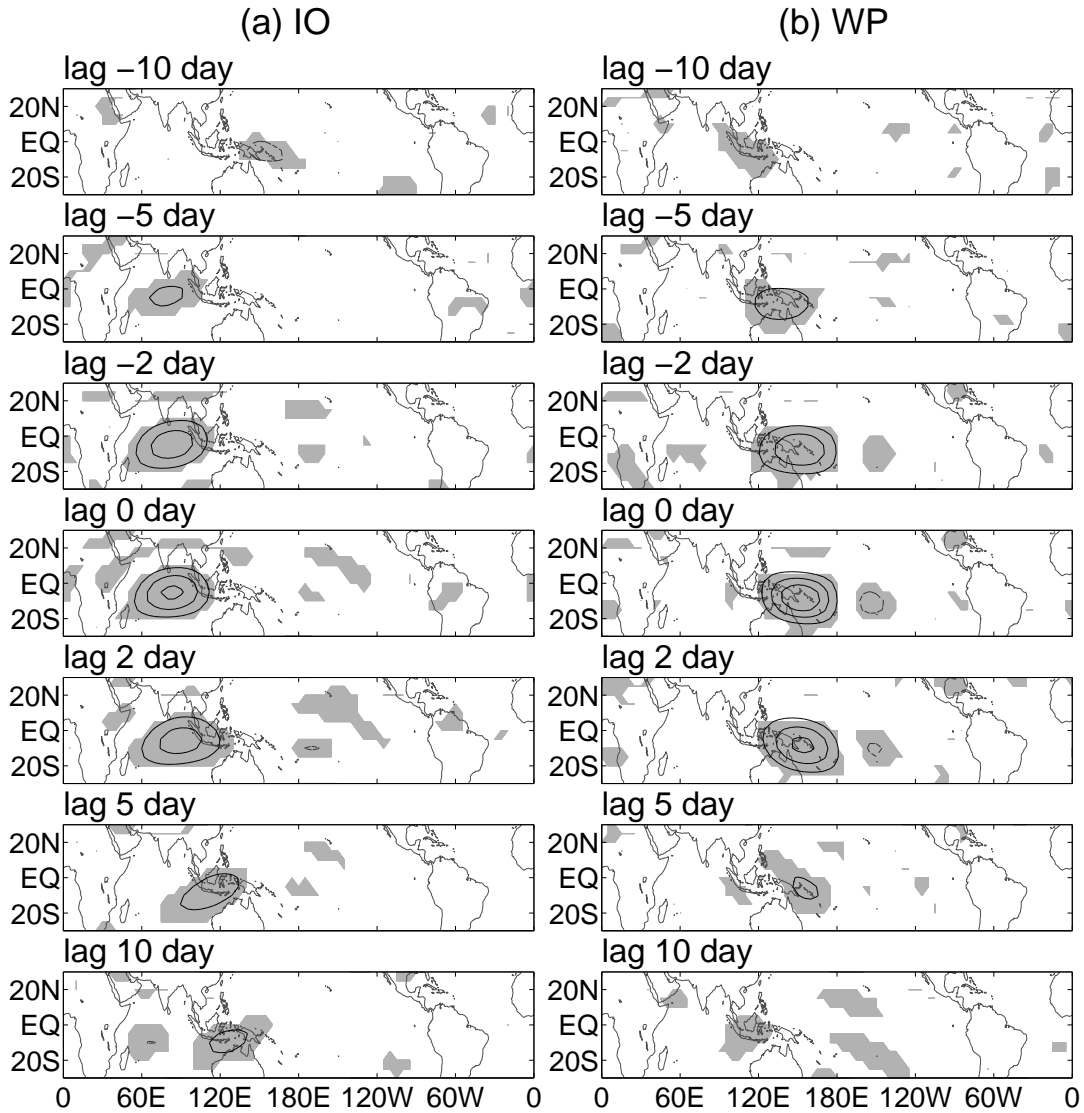 (a) IO
(b) WP
lag −10 day
lag −10 day
20N
EQ
20S
lag −5 day
lag −5 day
20N
EQ
20S
20N
EQ
20S
lag −2 day
lag −2 day
20N
EQ
20S
20N
EQ
20S
lag 0 day
lag 0 day
20N
EQ
20S
20N
EQ
20S
lag 2 day
lag 2 day
20N
EQ
20S
20N
EQ
20S
lag 5 day
lag 5 day
20N
EQ
20S
20N
EQ
20S
lag 10 day
lag 10 day
20N
EQ
20S
20N
EQ
20S
20N
EQ
20S
0 60E 120E 180E 120W 60W 0
0 60E 120E 180E 120W 60W 0